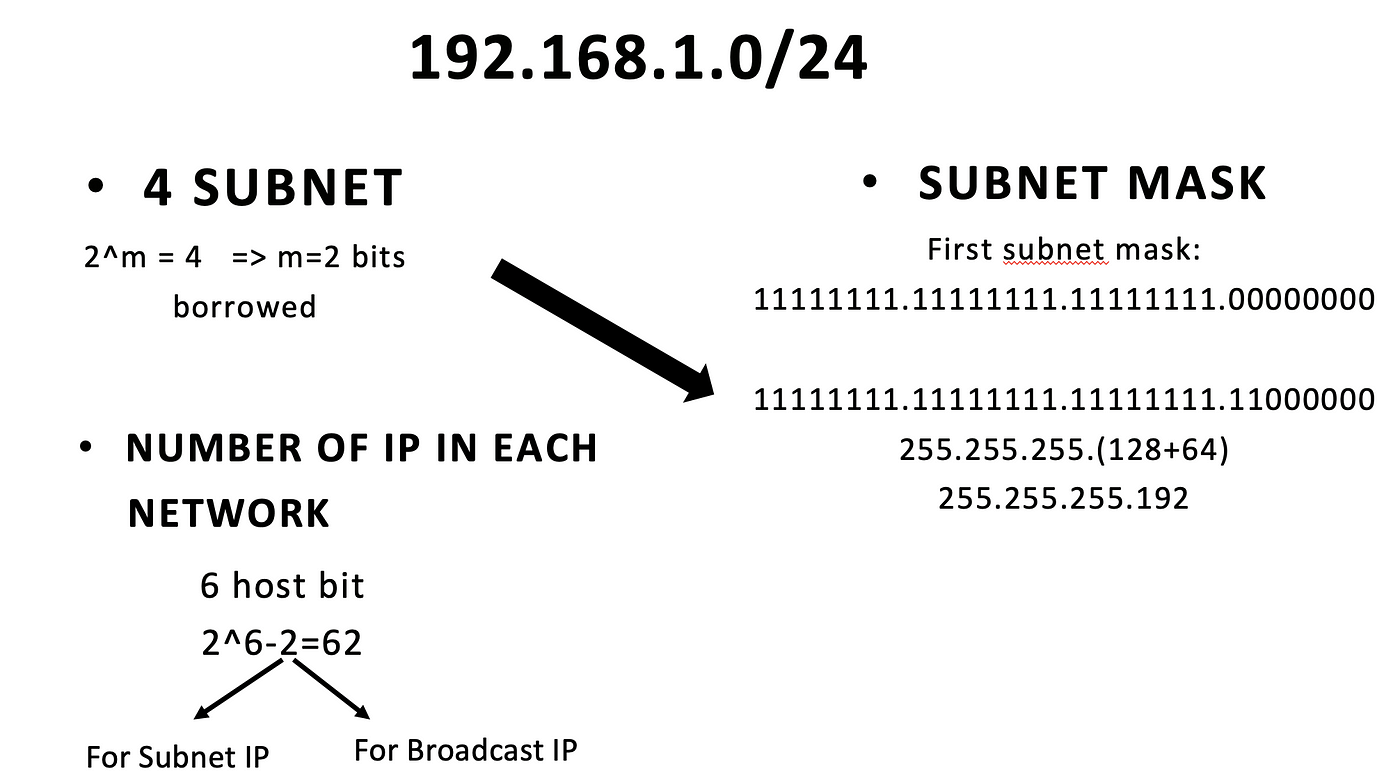 192.168.1.0/24
• 4 SUBNET
2^m = 4 => m=2 bits
borrowed
• NUMBER OF IP IN EACH
NETWORK
6 host bit
2^6-2=62
For Subnet IP
For Broadcast IP
• SUBNET MASK
First subnet mask:
11111111.11111111.11111111.00000000
11111111.11111111.11111111.11000000
255.255.255.(128+64)
255.255.255.192